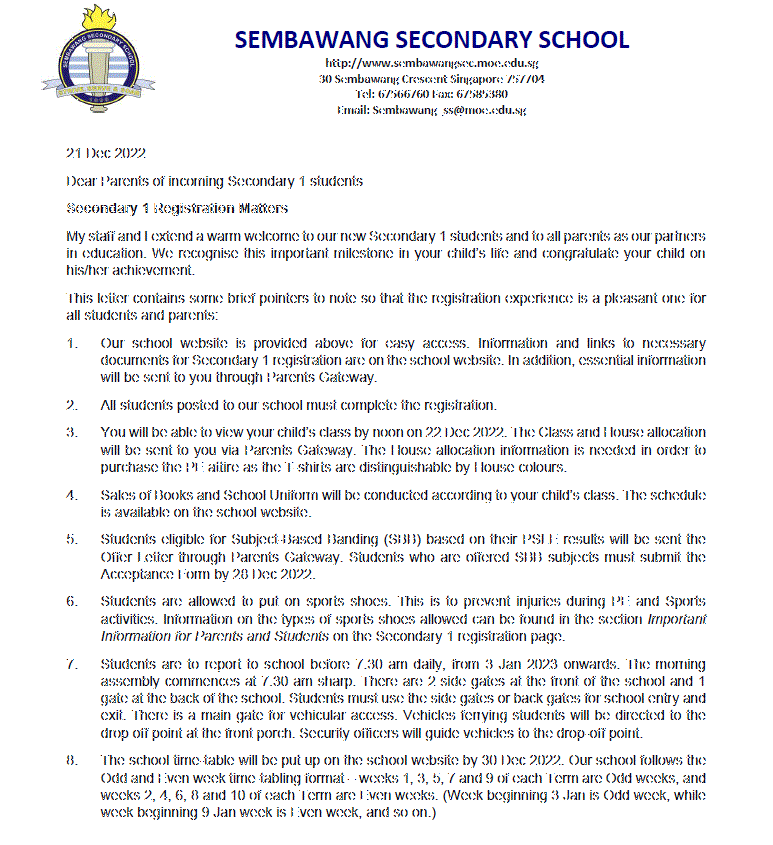 SEMBAWANG SECONDARY SCHOOL
SEMBAWANG SECONDARY SCHOOL
http://www.sembawangsec.moe.edu.sg
30 Sembawang Crescent Singapore 757704
Tel: 67566760 Fax: 67585380
Email: Sembawang_ss@moe.edu.sg
21 Dec 2022
Dear Parents of incoming Secondary 1 students
Secondary 1 Registration Matters
My staff and I extend a warm welcome to our new Secondary 1 students and to all parents as our partners
in education. We recognise this important milestone in your child's life and congratulate your child on
his/her achievement.
This letter contains some brief pointers to note so that the registration experience is a pleasant one for
all students and parents:
1. Our school website is provided above for easy access. Information and links to necessary
documents for Secondary 1 registration are on the school website. In addition, essential information
will be sent to you through Parents Gateway.
2. All students posted to our school must complete the registration.
3. You will be able to view your child's class by noon on 22 Dec 2022. The Class and House allocation
will be sent to you via Parents Gateway. The House allocation information is needed in order to
purchase the PE attire as the T-shirts are distinguishable by House colours.
4. Sales of Books and School Uniform will be conducted according to your child's class. The schedule
is available on the school website.
5. Students eligible for Subject-Based Banding (SBB) based on their PSLE results will be sent the
Offer Letter through Parents Gateway. Students who are offered SBB subjects must submit the
Acceptance Form by 28 Dec 2022.
6. Students are allowed to put on sports shoes. This is to prevent injuries during PE and Sports
activities. Information on the types of sports shoes allowed can be found in the section Important
Information for Parents and Students on the Secondary 1 registration page.
7. Students are to report to school before 7.30 am daily, from 3 Jan 2023 onwards. The morning
assembly commences at 7.30 am sharp. There are 2 side gates at the front of the school and 1
gate at the back of the school. Students must use the side gates or back gates for school entry and
exit. There is a main gate for vehicular access. Vehicles ferrying students will be directed to the
drop off point at the front porch. Security officers will guide vehicles to the drop-off point.
8. The school time-table will be put up on the school website by 30 Dec 2022. Our school follows the
Odd and Even week time-tabling format – weeks 1, 3, 5, 7 and 9 of each Term are Odd weeks, and
weeks 2, 4, 6, 8 and 10 of each Term are Even weeks. (Week beginning 3 Jan is Odd week, while
week beginning 9 Jan week is Even week, and so on.)